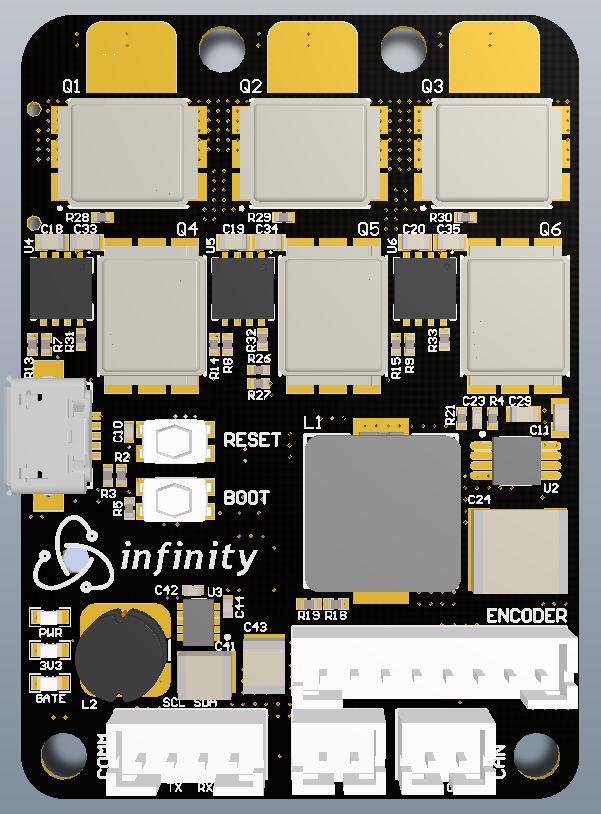 Q1 Q2 Q3
R28 R29 R30
C18 C33 Q4 C19 C34 Q5 C20 C35 Q6
U4 U5 U6
R13 R7 R31 R14 R8 R32 R15 R9 R33
R26
R27
C23 R4 C29
R21
C11
L1
C10 RESET
R2
U2
R3
BOOT
C24
R5
infinity
C42 U3
C44
R19 R18
ENCODER
PWR
C43
3V3
C41
GATE
L2
SCL SDA
COMM
CAN
TX RX